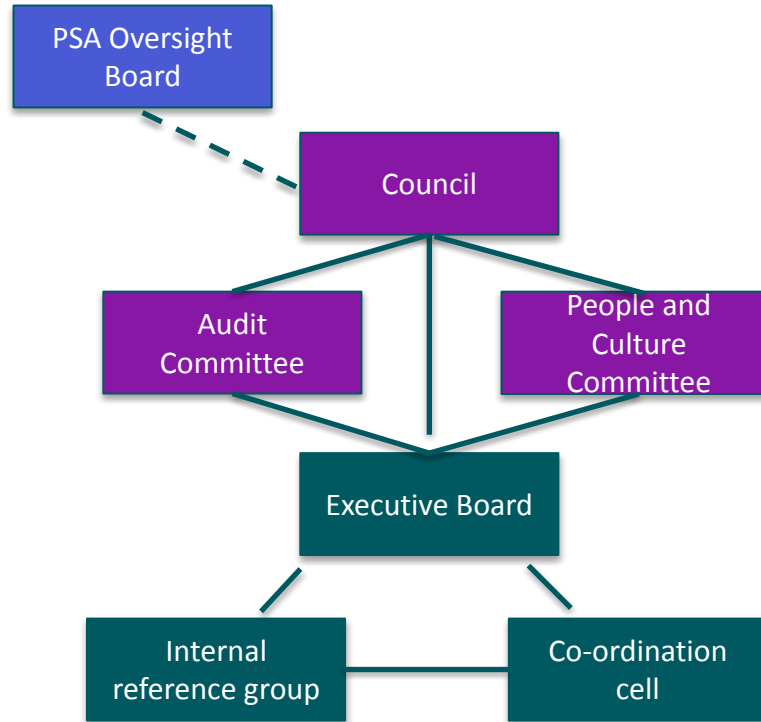 PSA Oversight
Board
Council
Audit
Committee
People and
Culture
Committee
Executive Board
Internal
reference group
Co-ordination
cell